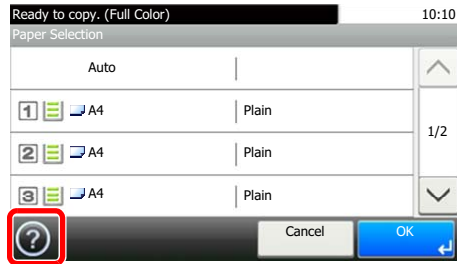 Ready to copy. (Full Color) 10:10
Paper Selection
Auto
1 A4 Plain
1/2
2 A4 Plain
3 A4 Plain
? Cancel OK